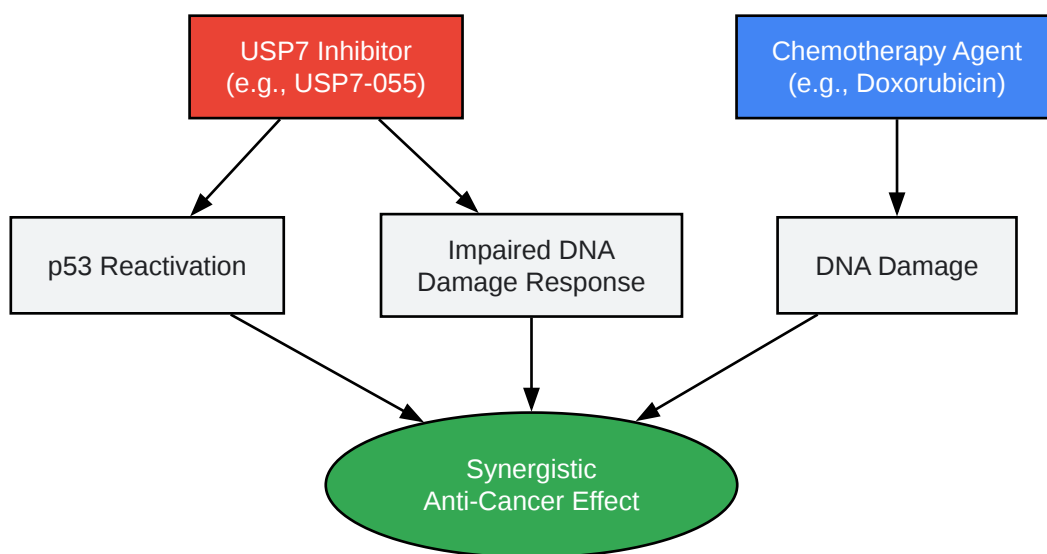 USP7 Inhibitor
(e.g., USP7-055)
Chemotherapy Agent
(e.g., Doxorubicin)
p53 Reactivation
Impaired DNA
Damage Response
DNA Damage
Synergistic
Anti-Cancer Effect